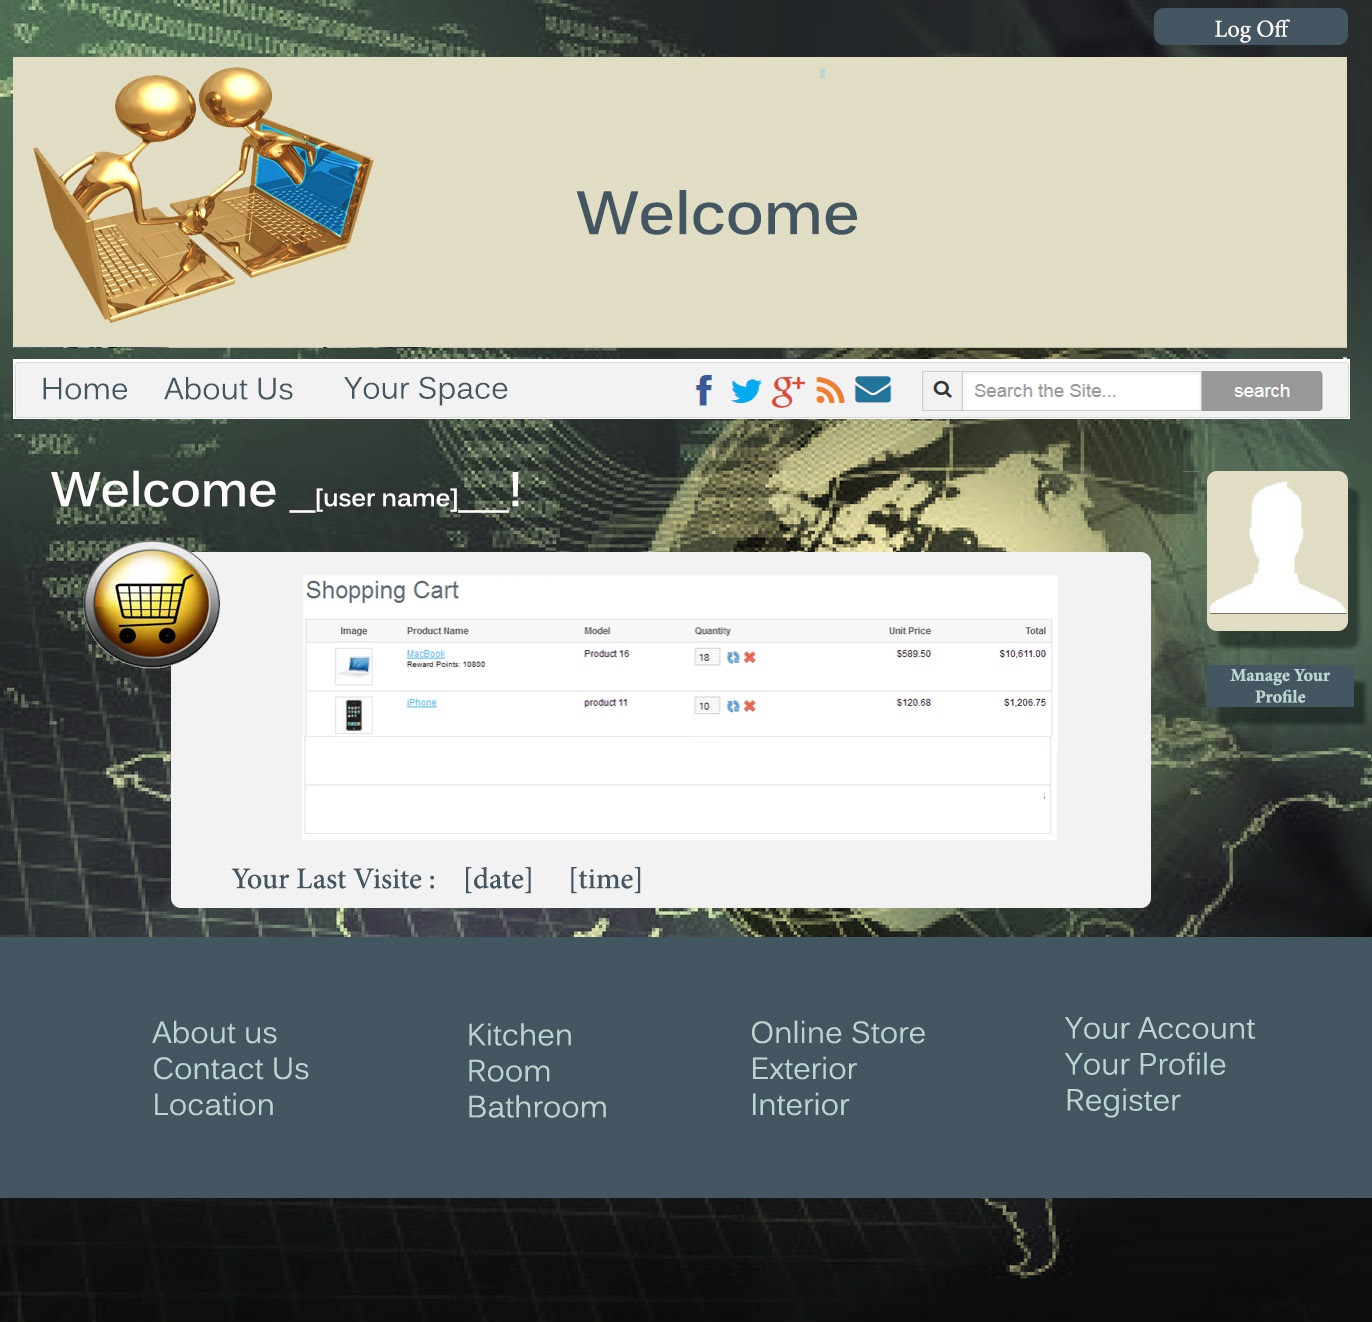 Log Off
Welcome
Home About Us Your Space
Search the Site... search
Welcome __[user name]____!
Shopping Cart
Image Product Name Model Quantity Unit Price Total
MacBook Product 16 18 $589.50 $10,611.00
Reward Points: 10800
iPhone product 11 10 $120.68 $1,206.75
Manage Your
Profile
Your Last Visite : [date] [time]
About us
Contact Us
Location
Kitchen
Room
Bathroom
Online Store
Exterior
Interior
Your Account
Your Profile
Register